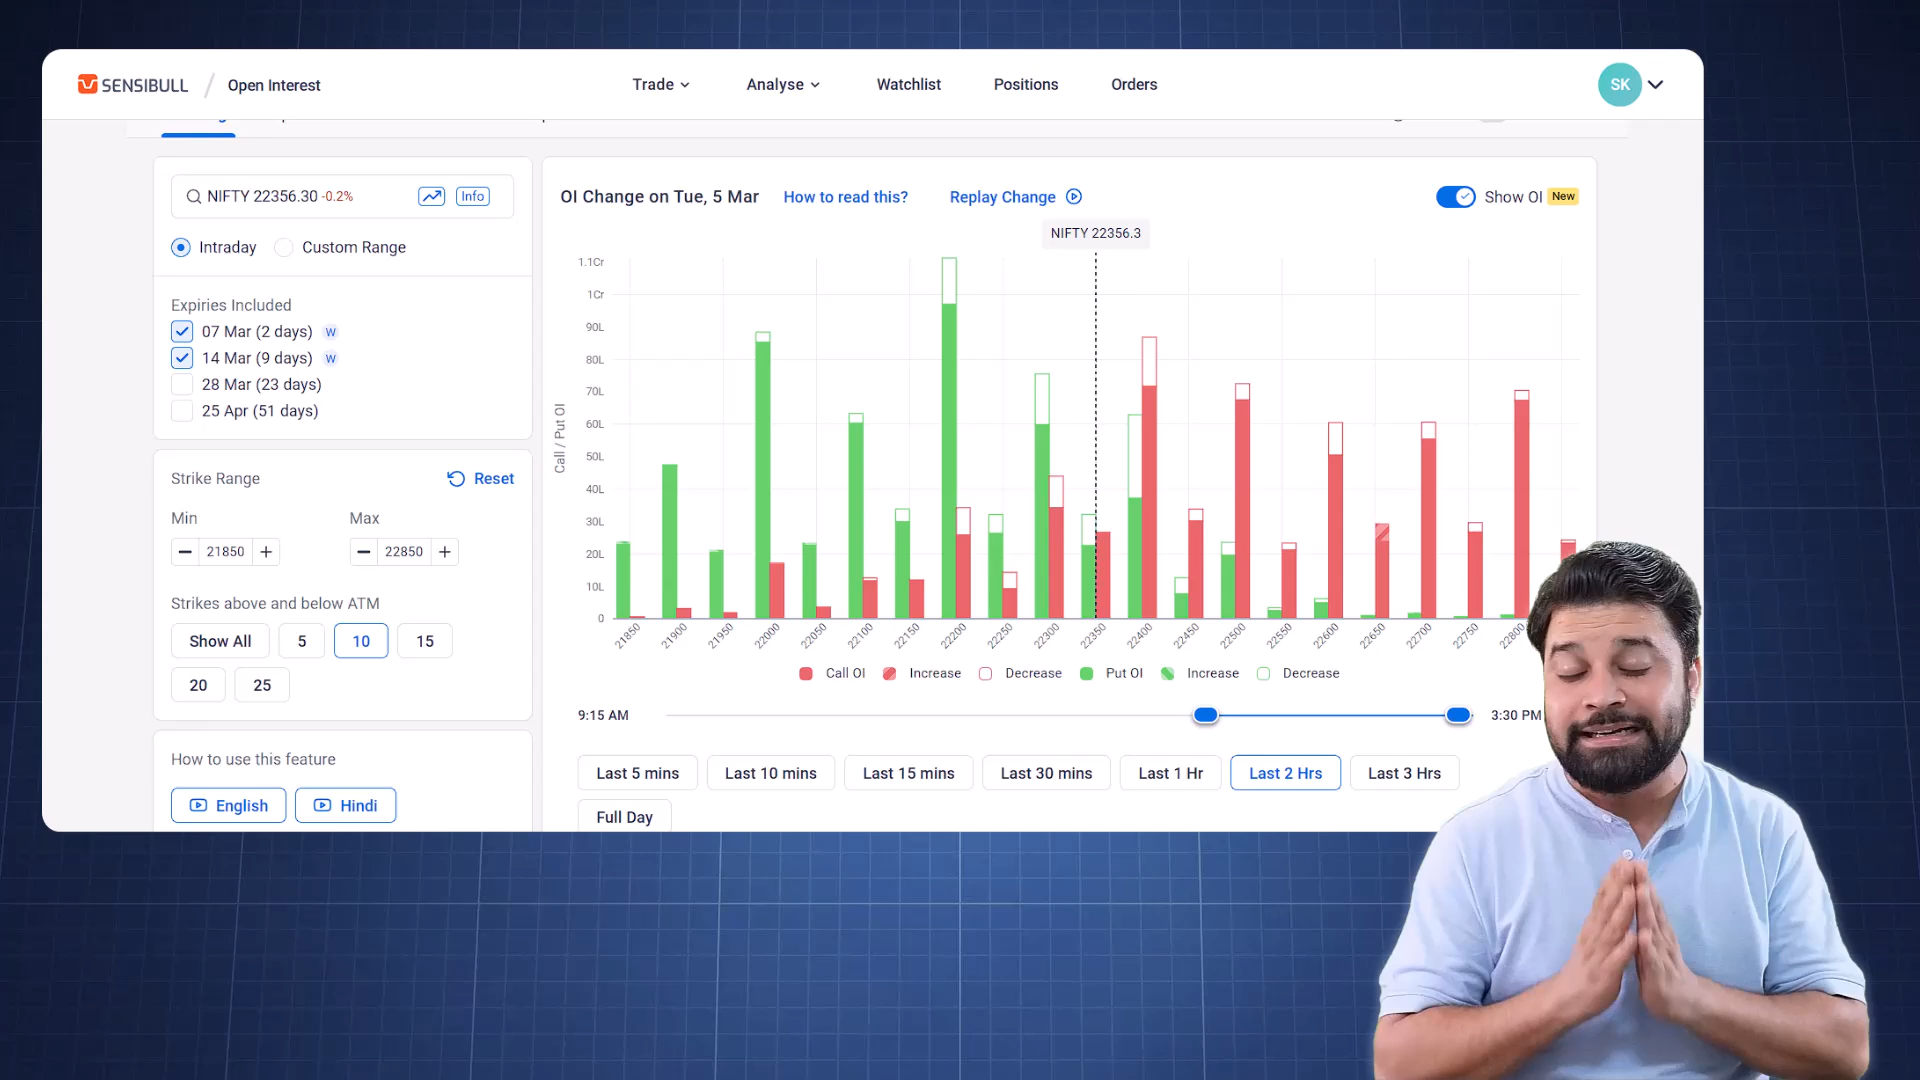 SENSIBULL / Open Interest
Trade
Analyse
Watchlist
Positions
Orders
SK
NIFTY 22356.30 -0.2%
Info
Intraday
Custom Range
Expiries Included
07 Mar (2 days) W
14 Mar (9 days) W
28 Mar (23 days)
25 Apr (51 days)
Strike Range
Reset
Min
Max
− 21850 +
− 22850 +
Strikes above and below ATM
Show All
5
10
15
20
25
How to use this feature
English
Hindi
OI Change on Tue, 5 Mar
How to read this?
Replay Change
Show OI New
NIFTY 22356.3
Call / Put OI
1.1Cr
1Cr
90L
80L
70L
60L
50L
40L
30L
20L
10L
0
21850
21900
21950
22000
22050
22100
22150
22200
22250
22300
22350
22400
22450
22500
22550
22600
22650
22700
22750
22800
Call OI
Increase
Decrease
Put OI
Increase
Decrease
9:15 AM
3:30 PM
Last 5 mins
Last 10 mins
Last 15 mins
Last 30 mins
Last 1 Hr
Last 2 Hrs
Last 3 Hrs
Full Day